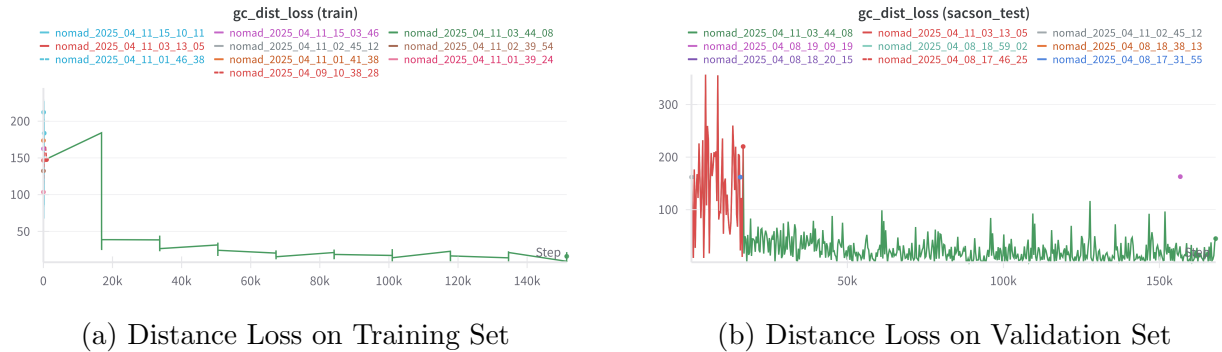 gc_dist_loss (train)
nomad_2025_04_11_15_10_11 nomad_2025_04_11_15_03_46 nomad_2025_04_11_03_44_08
nomad_2025_04_11_03_13_05 nomad_2025_04_11_02_45_12 nomad_2025_04_11_02_39_54
nomad_2025_04_11_01_46_38 nomad_2025_04_11_01_41_38 nomad_2025_04_11_01_39_24
nomad_2025_04_09_10_38_28
200
150
100
50
Step
0 20k 40k 60k 80k 100k 120k 140k
(a) Distance Loss on Training Set
gc_dist_loss (sacson_test)
nomad_2025_04_11_03_44_08 nomad_2025_04_11_03_13_05 nomad_2025_04_11_02_45_12
nomad_2025_04_08_19_09_19 nomad_2025_04_08_18_59_02 nomad_2025_04_08_18_38_13
nomad_2025_04_08_18_20_15 nomad_2025_04_08_17_46_25 nomad_2025_04_08_17_31_55
300
200
100
Step
50k 100k 150k
(b) Distance Loss on Validation Set